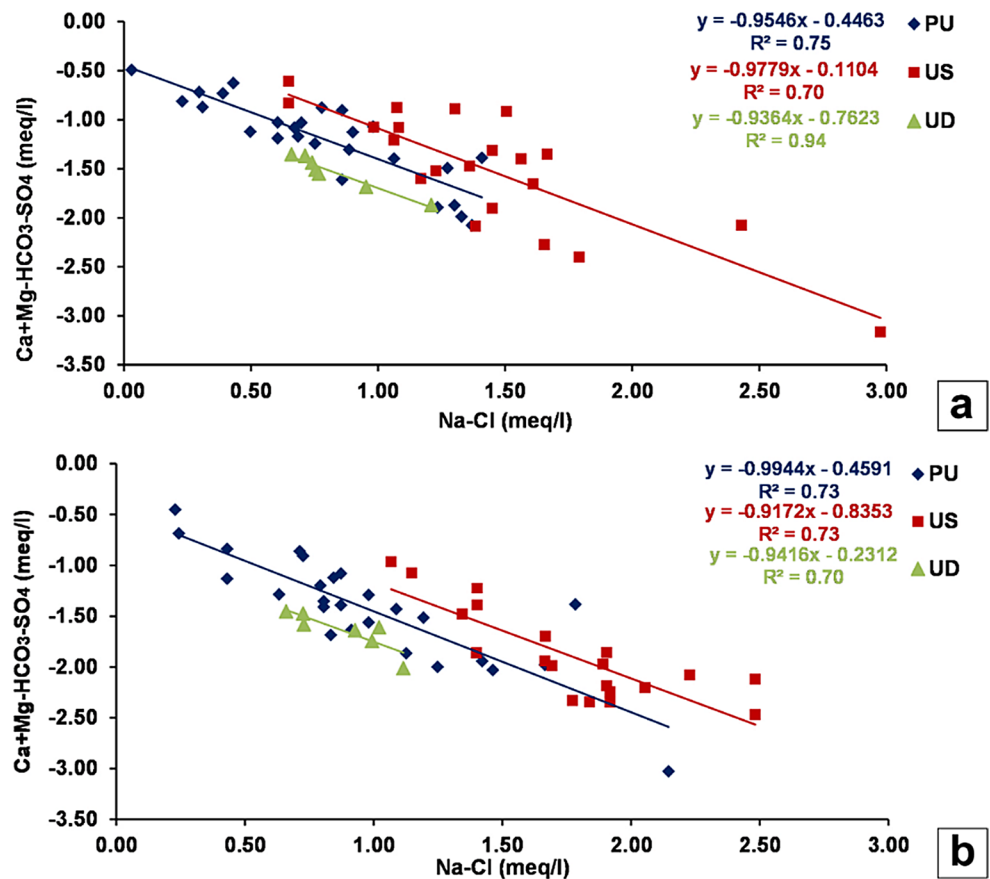 y = -0.9546x - 0.4463
R² = 0.75
y = -0.9779x - 0.1104
R² = 0.70
y = -0.9364x - 0.7623
R² = 0.94
PU
US
UD
0.00
-0.50
-1.00
-1.50
-2.00
-2.50
-3.00
-3.50
Ca+Mg-HCO3-SO4 (meq/l)
0.00 0.50 1.00 1.50 2.00 2.50 3.00
Na-Cl (meq/l)
a
y = -0.9944x - 0.4591
R² = 0.73
y = -0.9172x - 0.8353
R² = 0.73
y = -0.9416x - 0.2312
R² = 0.70
PU
US
UD
0.00
-0.50
-1.00
-1.50
-2.00
-2.50
-3.00
-3.50
Ca+Mg-HCO3-SO4 (meq/l)
0.00 0.50 1.00 1.50 2.00 2.50 3.00
Na-Cl (meq/l)
b